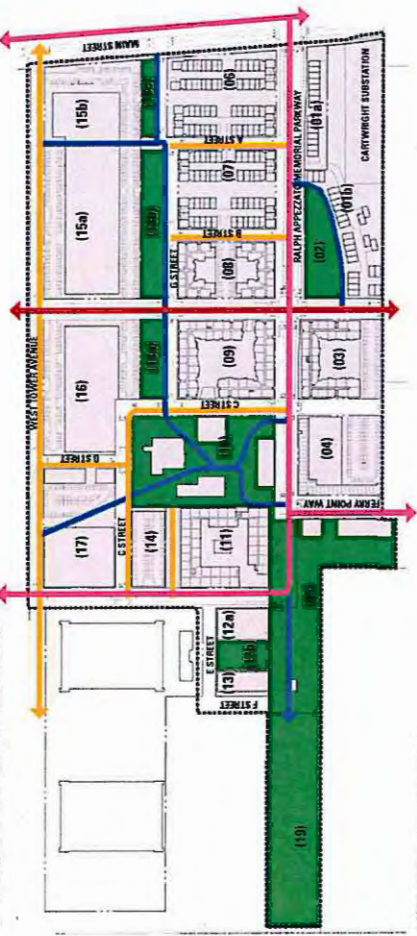 MAIN STREET
(15b)
(06)
(01a)
CARTWRIGHT SUBSTATION
RALPH APPEZZATO MEMORIAL PARKWAY
A STREET
(15a)
(07)
(01b)
G STREET
B STREET
(02)
(08)
WEST TOWER AVENUE
(09)
(03)
(16)
C STREET
D STREET
(04)
FERRY POINT WAY
(17)
C STREET
(14)
(11)
E STREET
(12a)
(13)
F STREET
(19)